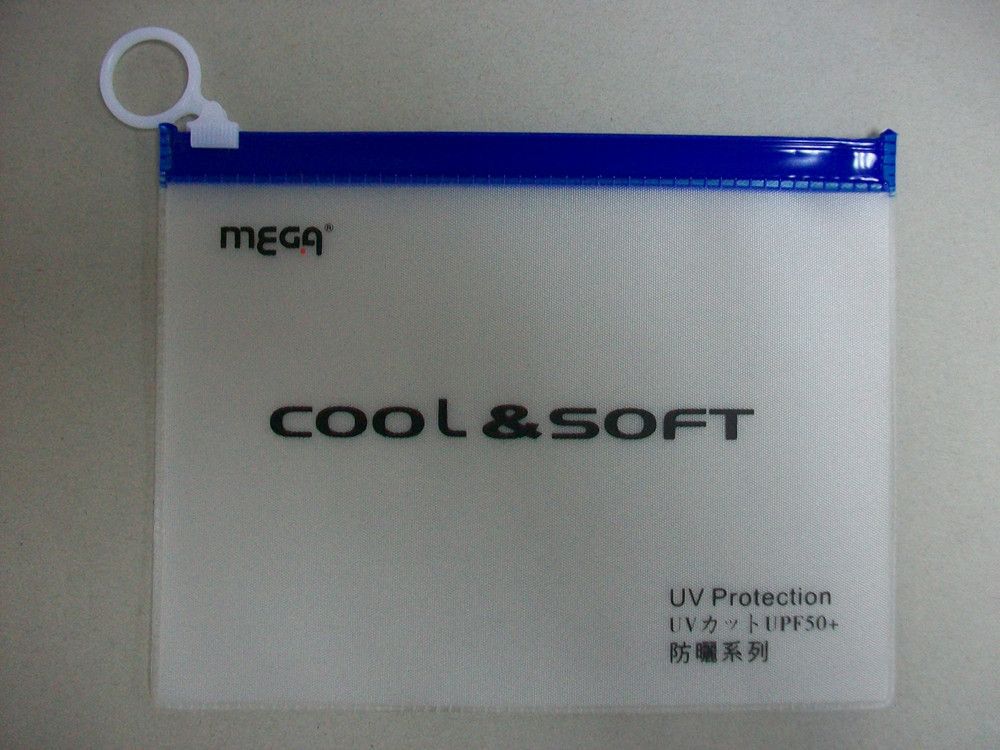 mEGA®
COOL&SOFT
UV Protection
UVカットUPF50+
防曬系列